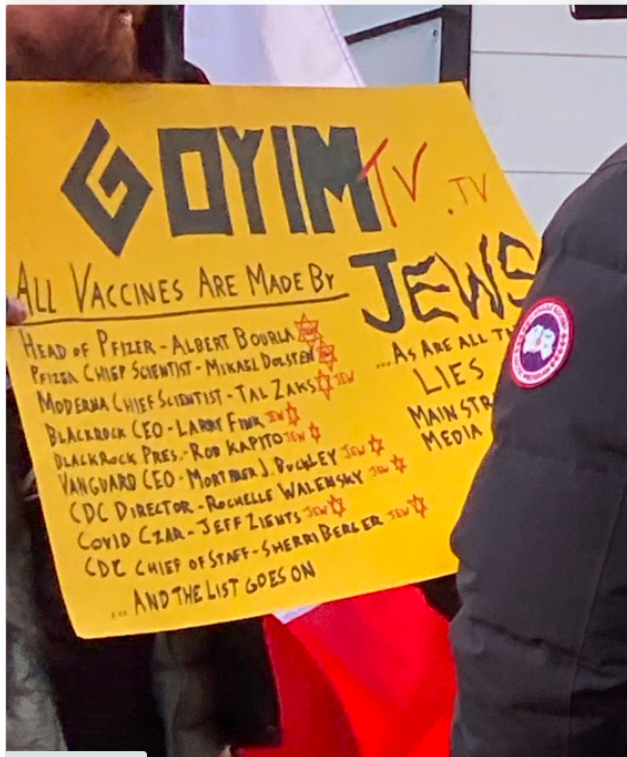 GOYIM TV .TV
ALL VACCINES ARE MADE BY
JEWS
HEAD OF PFIZER - ALBERT BOURLA
PFIZER CHIEF SCIENTIST - MIKAEL DOLSTEN
MODERNA CHIEF SCIENTIST - TAL ZAKS JEW
BLACKROCK CEO - LARRY FINK JEW
BLACKROCK PRES. - ROB KAPITO JEW
VANGUARD CEO - MORTIMER J. BUCKLEY JEW
CDC DIRECTOR - ROCHELLE WALENSKY JEW
COVID CZAR - JEFF ZIENTS JEW
CDC CHIEF OF STAFF - SHERRI BERGER JEW
... AND THE LIST GOES ON
... AS ARE ALL
LIES
MEDIA